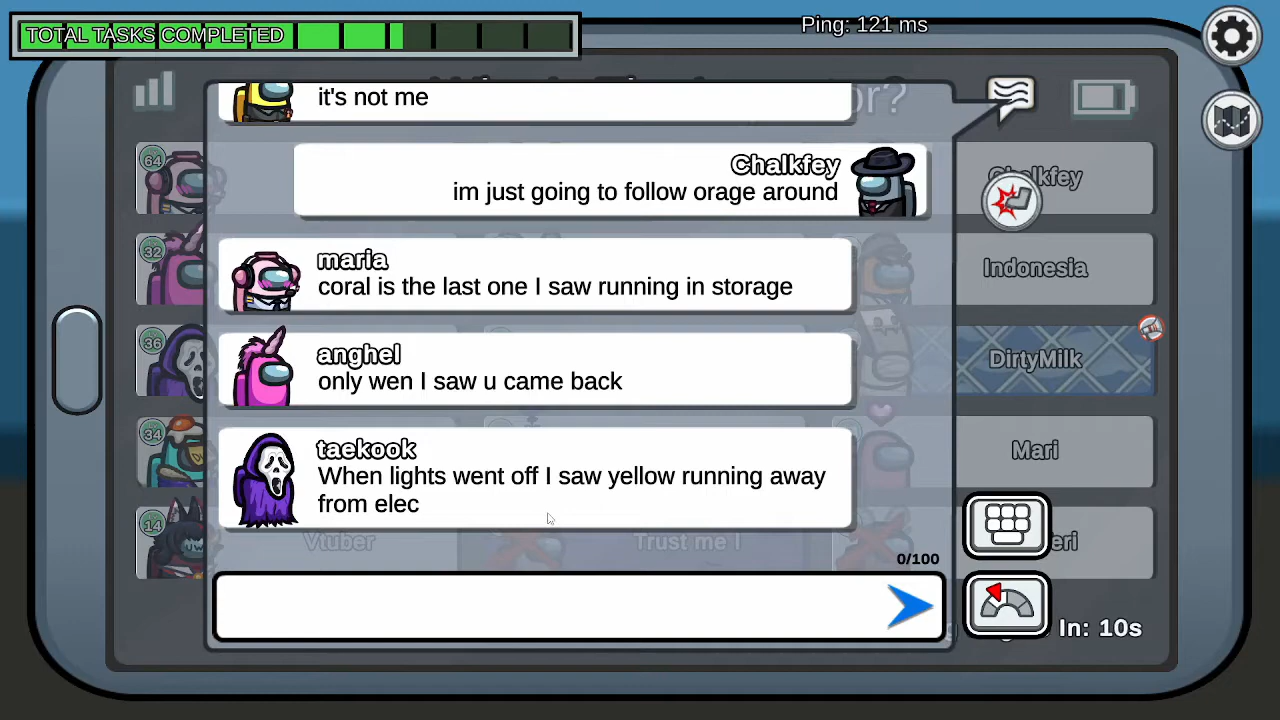 TOTAL TASKS COMPLETED
Ping: 121 ms
or?
it's not me
Chalkfey
im just going to follow orage around
maria
coral is the last one I saw running in storage
anghel
only wen I saw u came back
taekook
When lights went off I saw yellow running away
from elec
0/100
64
32
36
34
14
Chalkfey
Indonesia
DirtyMilk
Mari
eri
Vtuber
Trust me I
In: 10s